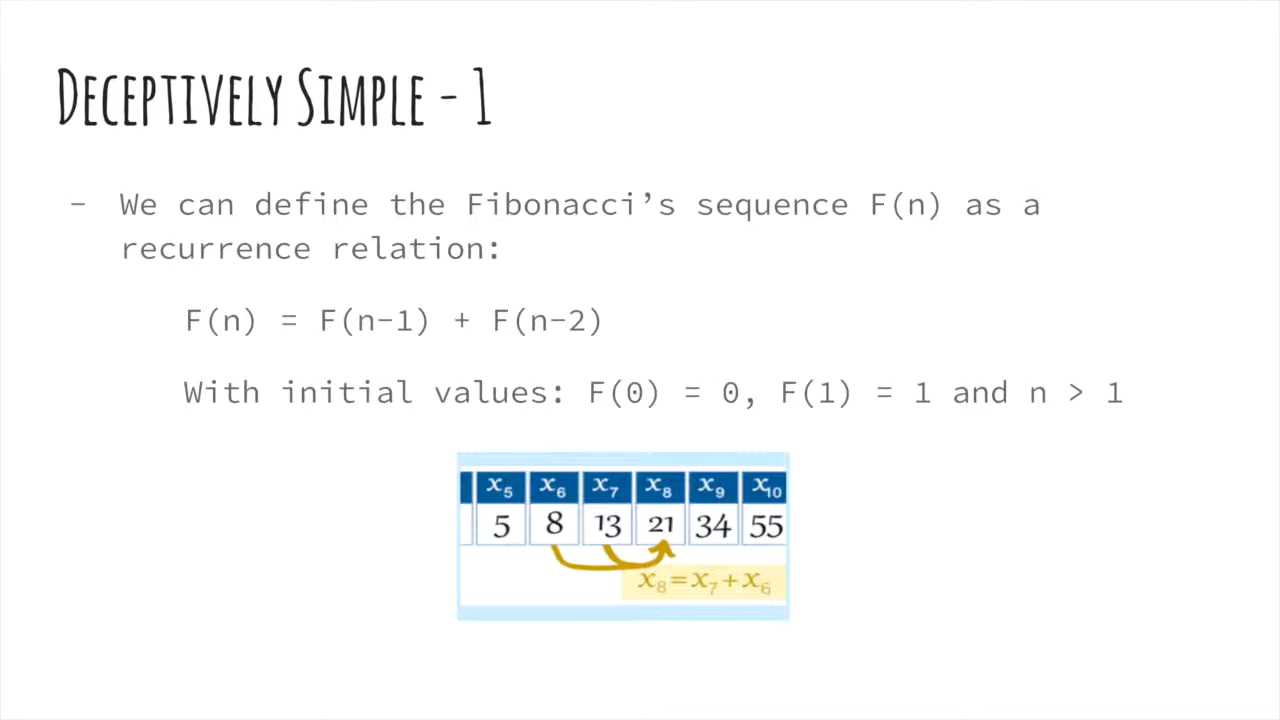 DECEPTIVELY SIMPLE - 1
- We can define the Fibonacci’s sequence F(n) as a
recurrence relation:
F(n) = F(n-1) + F(n-2)
With initial values: F(0) = 0, F(1) = 1 and n > 1
x₅ x₆ x₇ x₈ x₉ x₁₀
5 8 13 21 34 55
x₈=x₇+x₆